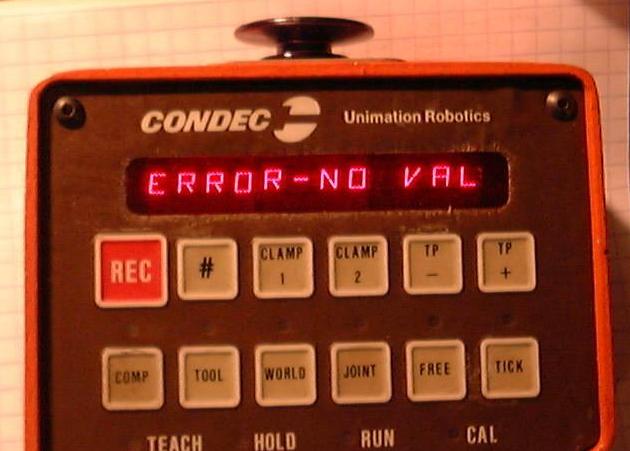 CONDEC Unimation Robotics
ERROR-NO VAL
REC # CLAMP 1 CLAMP 2 TP - TP +
COMP TOOL WORLD JOINT FREE TICK
TEACH HOLD RUN CAL